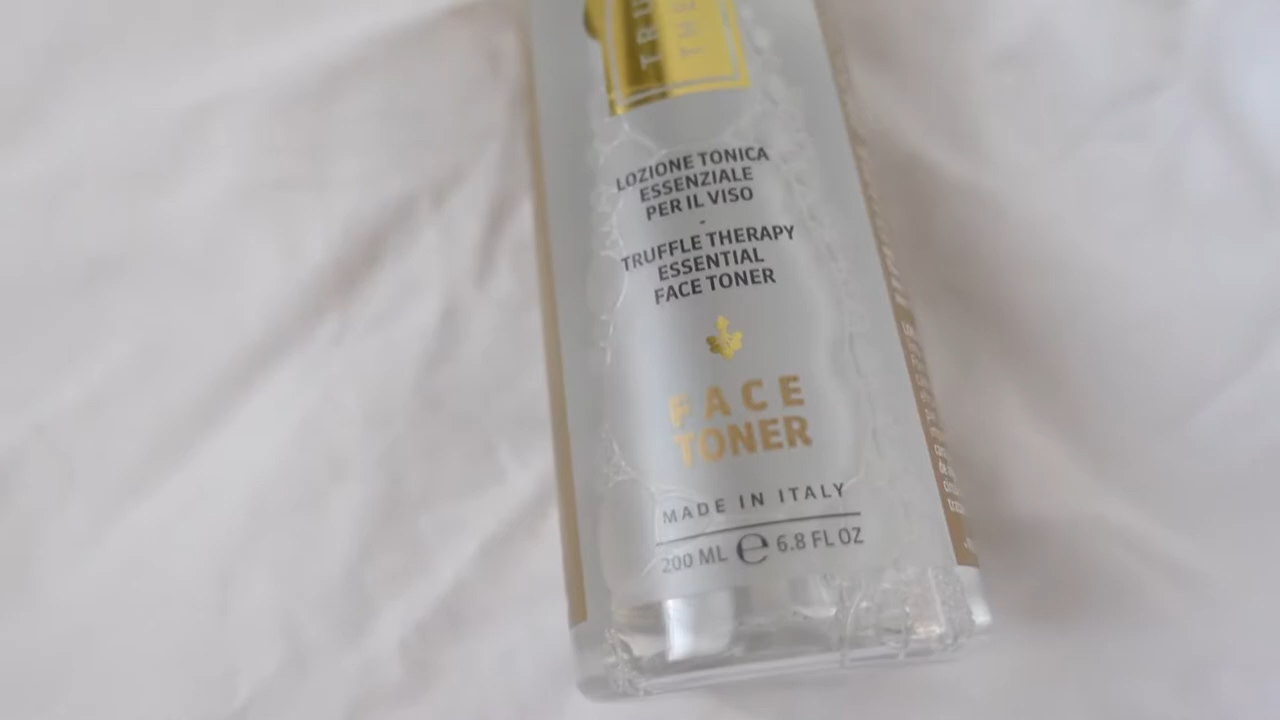 LOZIONE TONICA
ESSENZIALE
PER IL VISO
-
TRUFFLE THERAPY
ESSENTIAL
FACE TONER
FACE
TONER
MADE IN ITALY
200 ML e 6.8 FL OZ